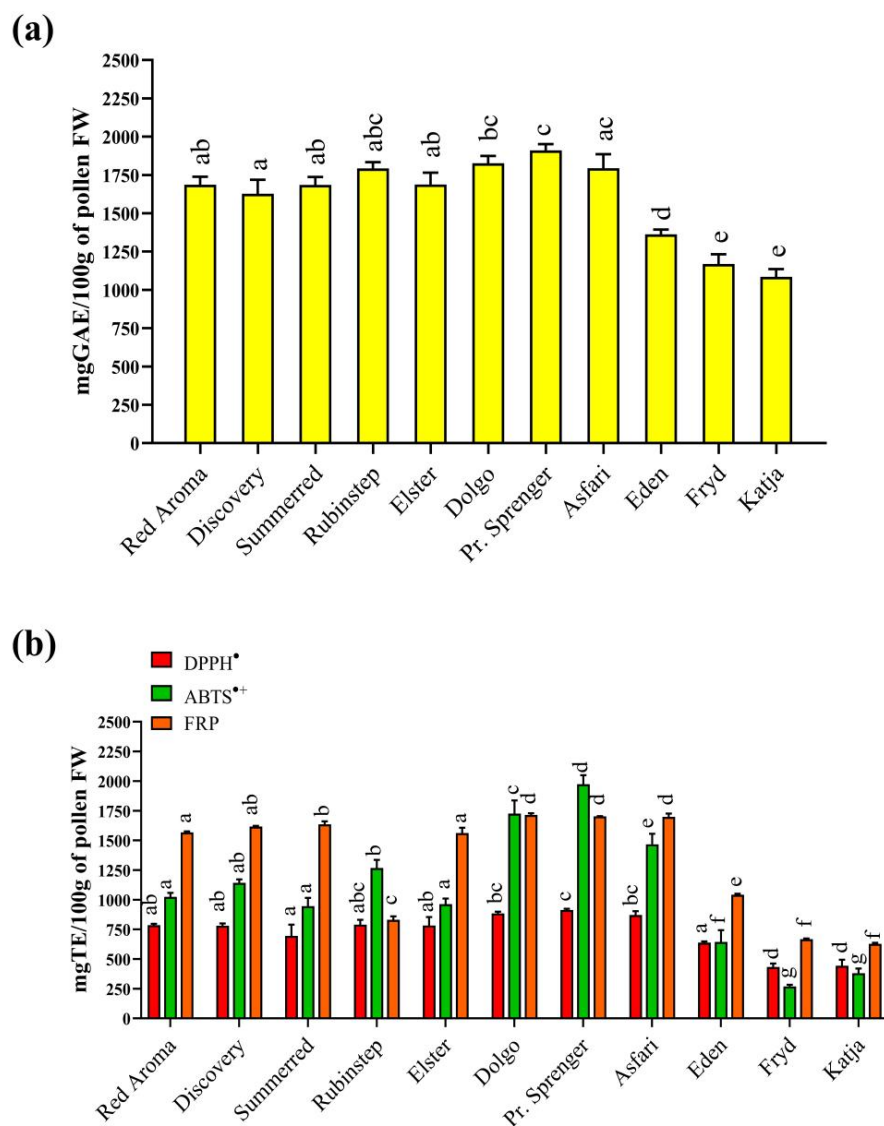 (a)
mgGAE/100g of pollen FW
2500
2250
2000
1750
1500
1250
1000
750
500
250
0
ab
a
ab
abc
ab
bc
c
ac
d
e
e
Red Aroma
Discovery
Summerred
Rubinstep
Elster
Dolgo
Pr. Sprenger
Asfari
Eden
Fryd
Katja
(b)
DPPH•
ABTS•+
FRP
mgTE/100g of pollen FW
2500
2250
2000
1750
1500
1250
1000
750
500
250
0
ab a a
ab ab ab
a a b
abc b c
ab a a
bc c d
c d d
bc e d
a f e
d g f
d g f
Red Aroma
Discovery
Summerred
Rubinstep
Elster
Dolgo
Pr. Sprenger
Asfari
Eden
Fryd
Katja